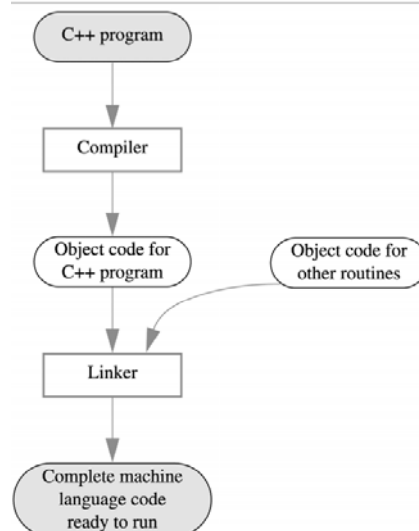 C++ program
Compiler
Object code for
C++ program
Object code for
other routines
Linker
Complete machine
language code
ready to run